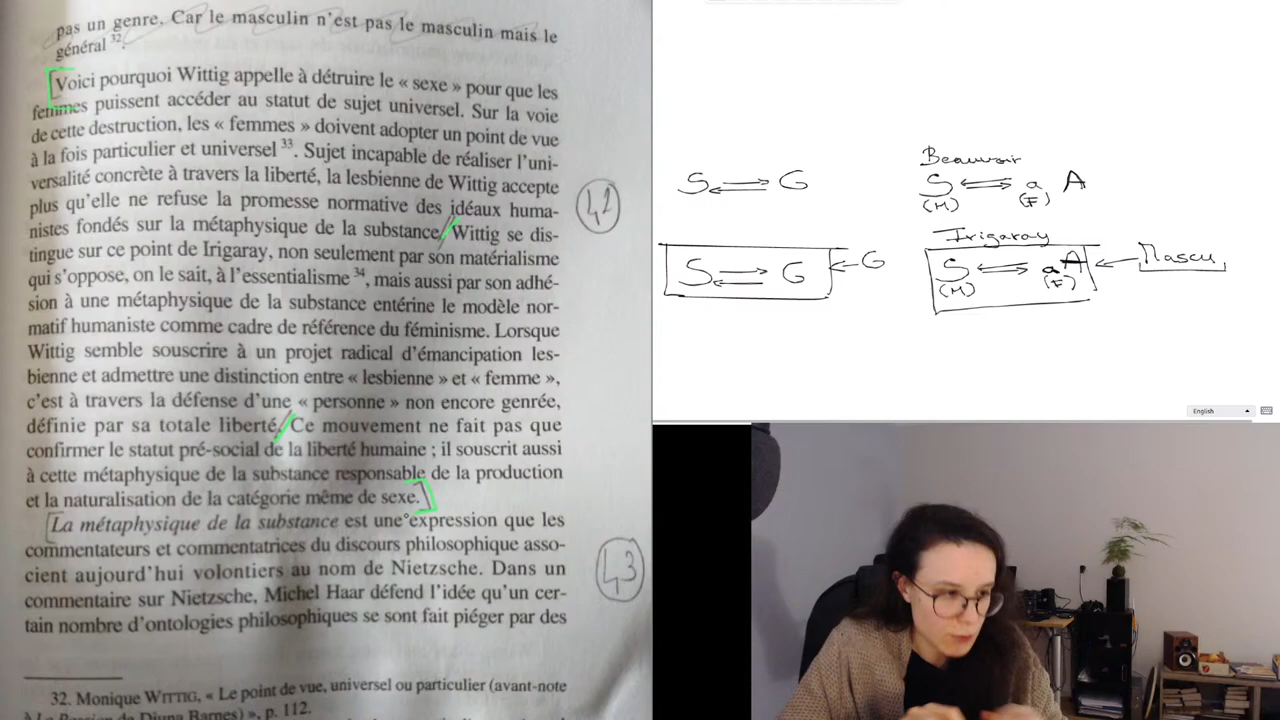 pas un genre. Car le masculin n'est pas le masculin mais le
général 32.
Voici pourquoi Wittig appelle à détruire le « sexe » pour que les
femmes puissent accéder au statut de sujet universel. Sur la voie
de cette destruction, les « femmes » doivent adopter un point de vue
à la fois particulier et universel 33. Sujet incapable de réaliser l'uni-
versalité concrète à travers la liberté, la lesbienne de Wittig accepte
plus qu'elle ne refuse la promesse normative des idéaux huma-
nistes fondés sur la métaphysique de la substance. Wittig se dis-
tingue sur ce point de Irigaray, non seulement par son matérialisme
qui s'oppose, on le sait, à l'essentialisme 34, mais aussi par son adhé-
sion à une métaphysique de la substance entérine le modèle nor-
matif humaniste comme cadre de référence du féminisme. Lorsque
Wittig semble souscrire à un projet radical d'émancipation les-
bienne et admettre une distinction entre « lesbienne » et « femme »,
c'est à travers la défense d'une « personne » non encore genrée,
définie par sa totale liberté. Ce mouvement ne fait pas que
confirmer le statut pré-social de la liberté humaine ; il souscrit aussi
à cette métaphysique de la substance responsable de la production
et la naturalisation de la catégorie même de sexe.
La métaphysique de la substance est une expression que les
commentateurs et commentatrices du discours philosophique asso-
cient aujourd'hui volontiers au nom de Nietzsche. Dans un
commentaire sur Nietzsche, Michel Haar défend l'idée qu'un cer-
tain nombre d'ontologies philosophiques se sont fait piéger par des
32. Monique WITTIG, « Le point de vue, universel ou particulier (avant-note
à La Passion de Djuna Barnes) », p. 112.
42
43
S ⇄ G
Beauvoir
S ⇄ a, A
(M) (F)
S ⇄ G ← G
Irigaray
S ⇄ a A ← Mascu
(M) (F)
English